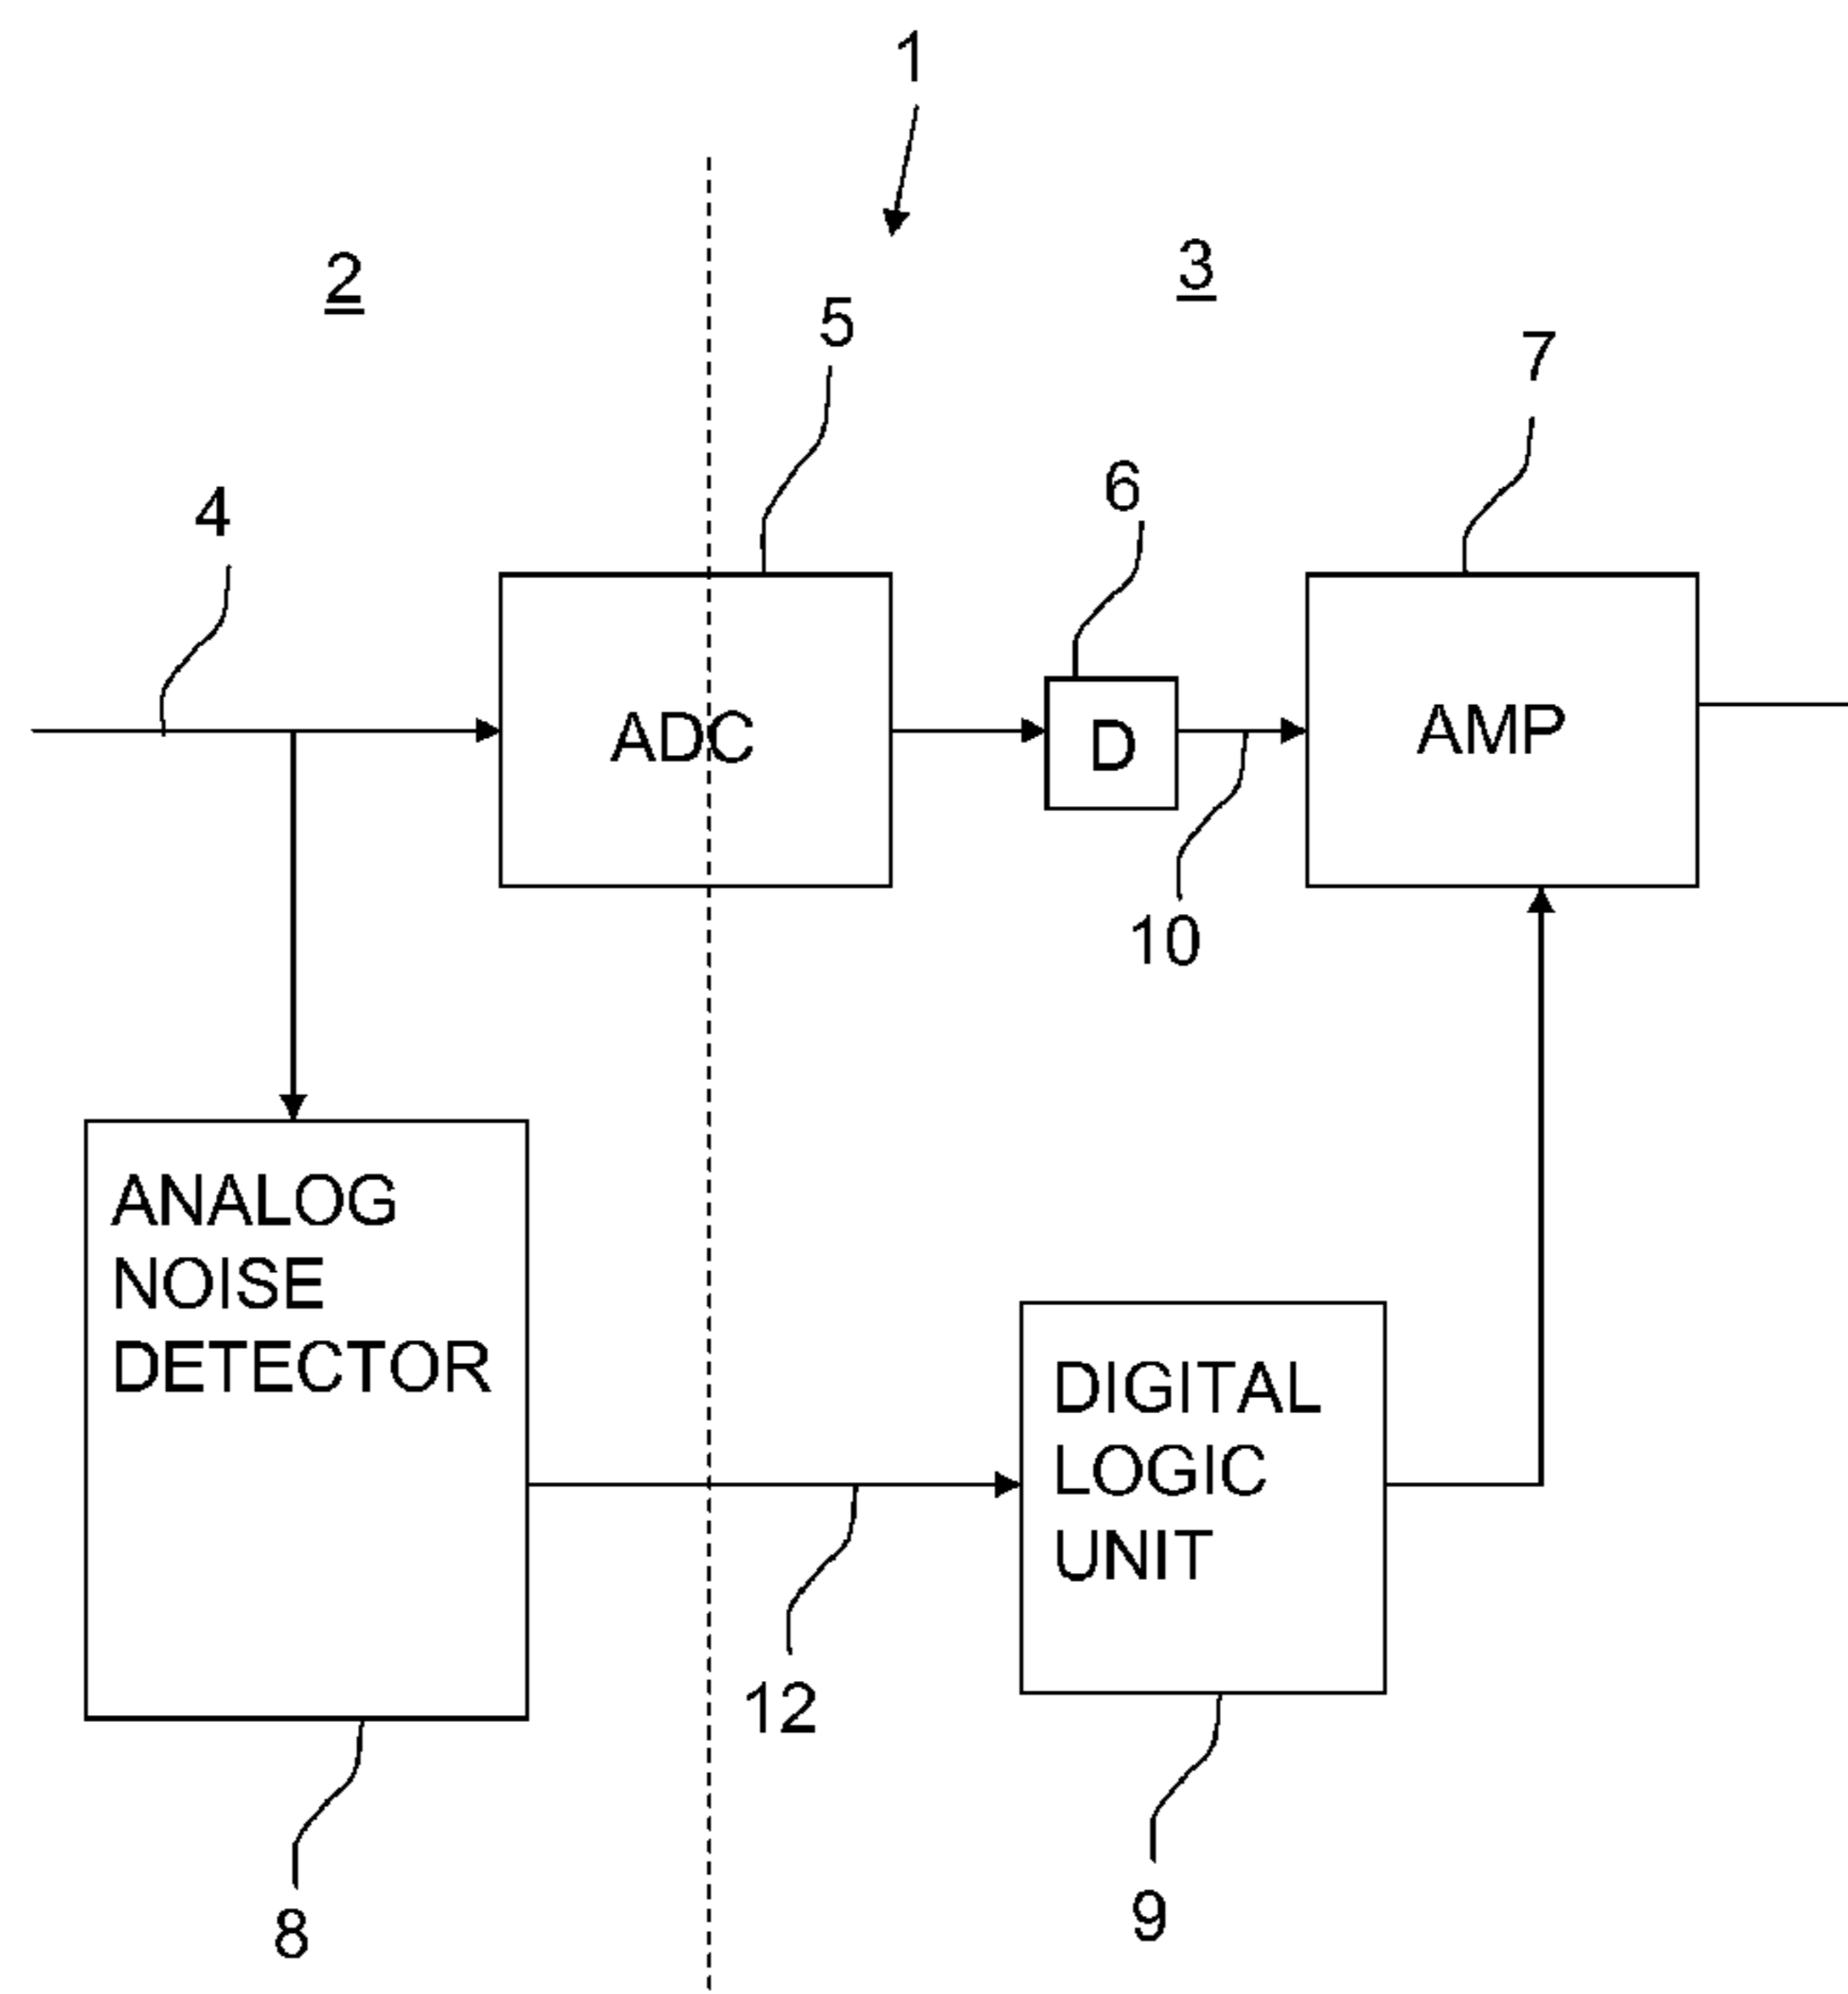 1
2
3
5
7
4
6
ADC
D
AMP
10
ANALOG
NOISE
DETECTOR
DIGITAL
LOGIC
UNIT
12
8
9